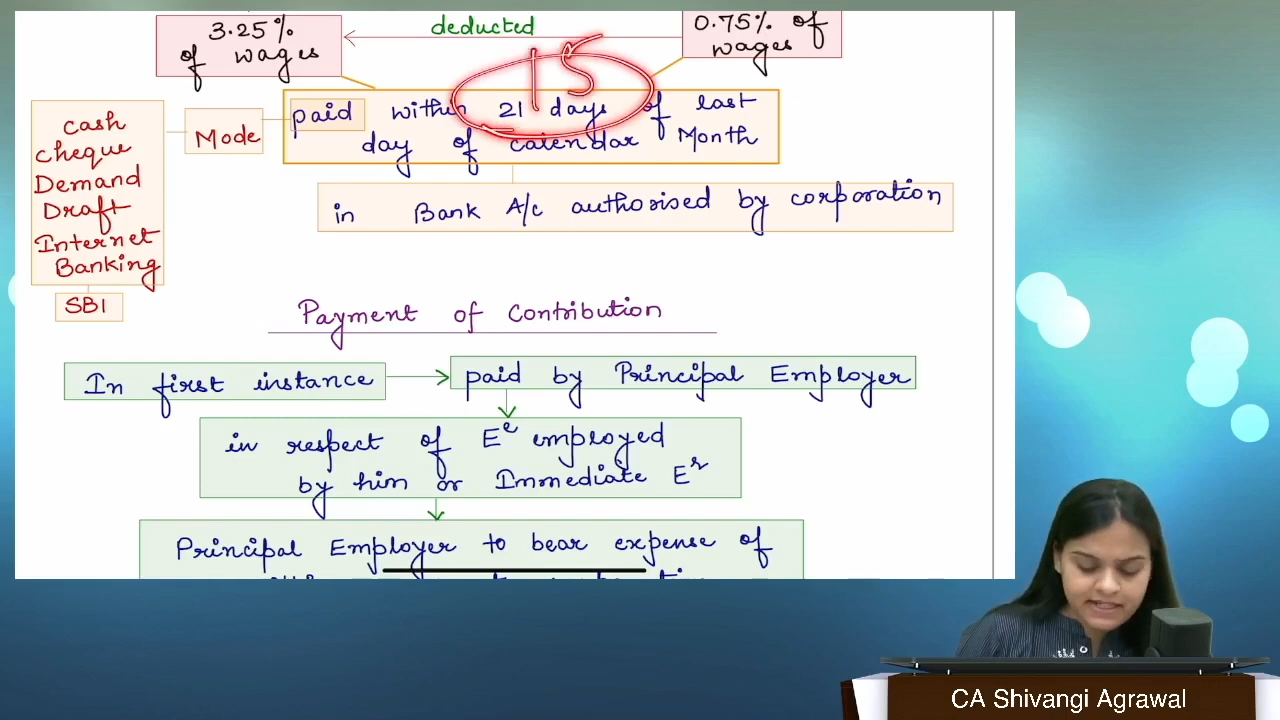 3.25%
of wages
deducted
0.75% of
wages
15
paid within 21 days of last
day of calendar Month
Mode
cash
cheque
Demand
Draft
Internet
Banking
SBI
in Bank A/c authorised by corporation
Payment of Contribution
In first instance
paid by Principal Employer
in respect of Eᵉ employed
by him or Immediate Eʳ
Principal Employer to bear expense of
CA Shivangi Agrawal